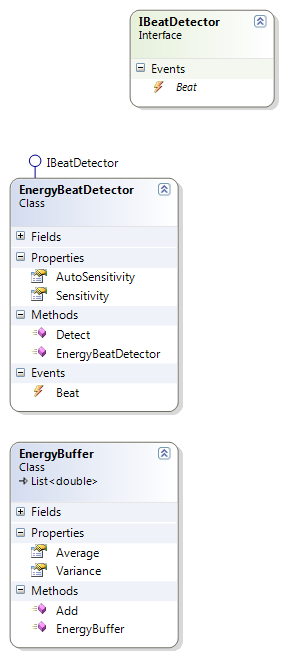 IBeatDetector
Interface
Events
Beat
IBeatDetector
EnergyBeatDetector
Class
Fields
Properties
AutoSensitivity
Sensitivity
Methods
Detect
EnergyBeatDetector
Events
Beat
EnergyBuffer
Class
List<double>
Fields
Properties
Average
Variance
Methods
Add
EnergyBuffer